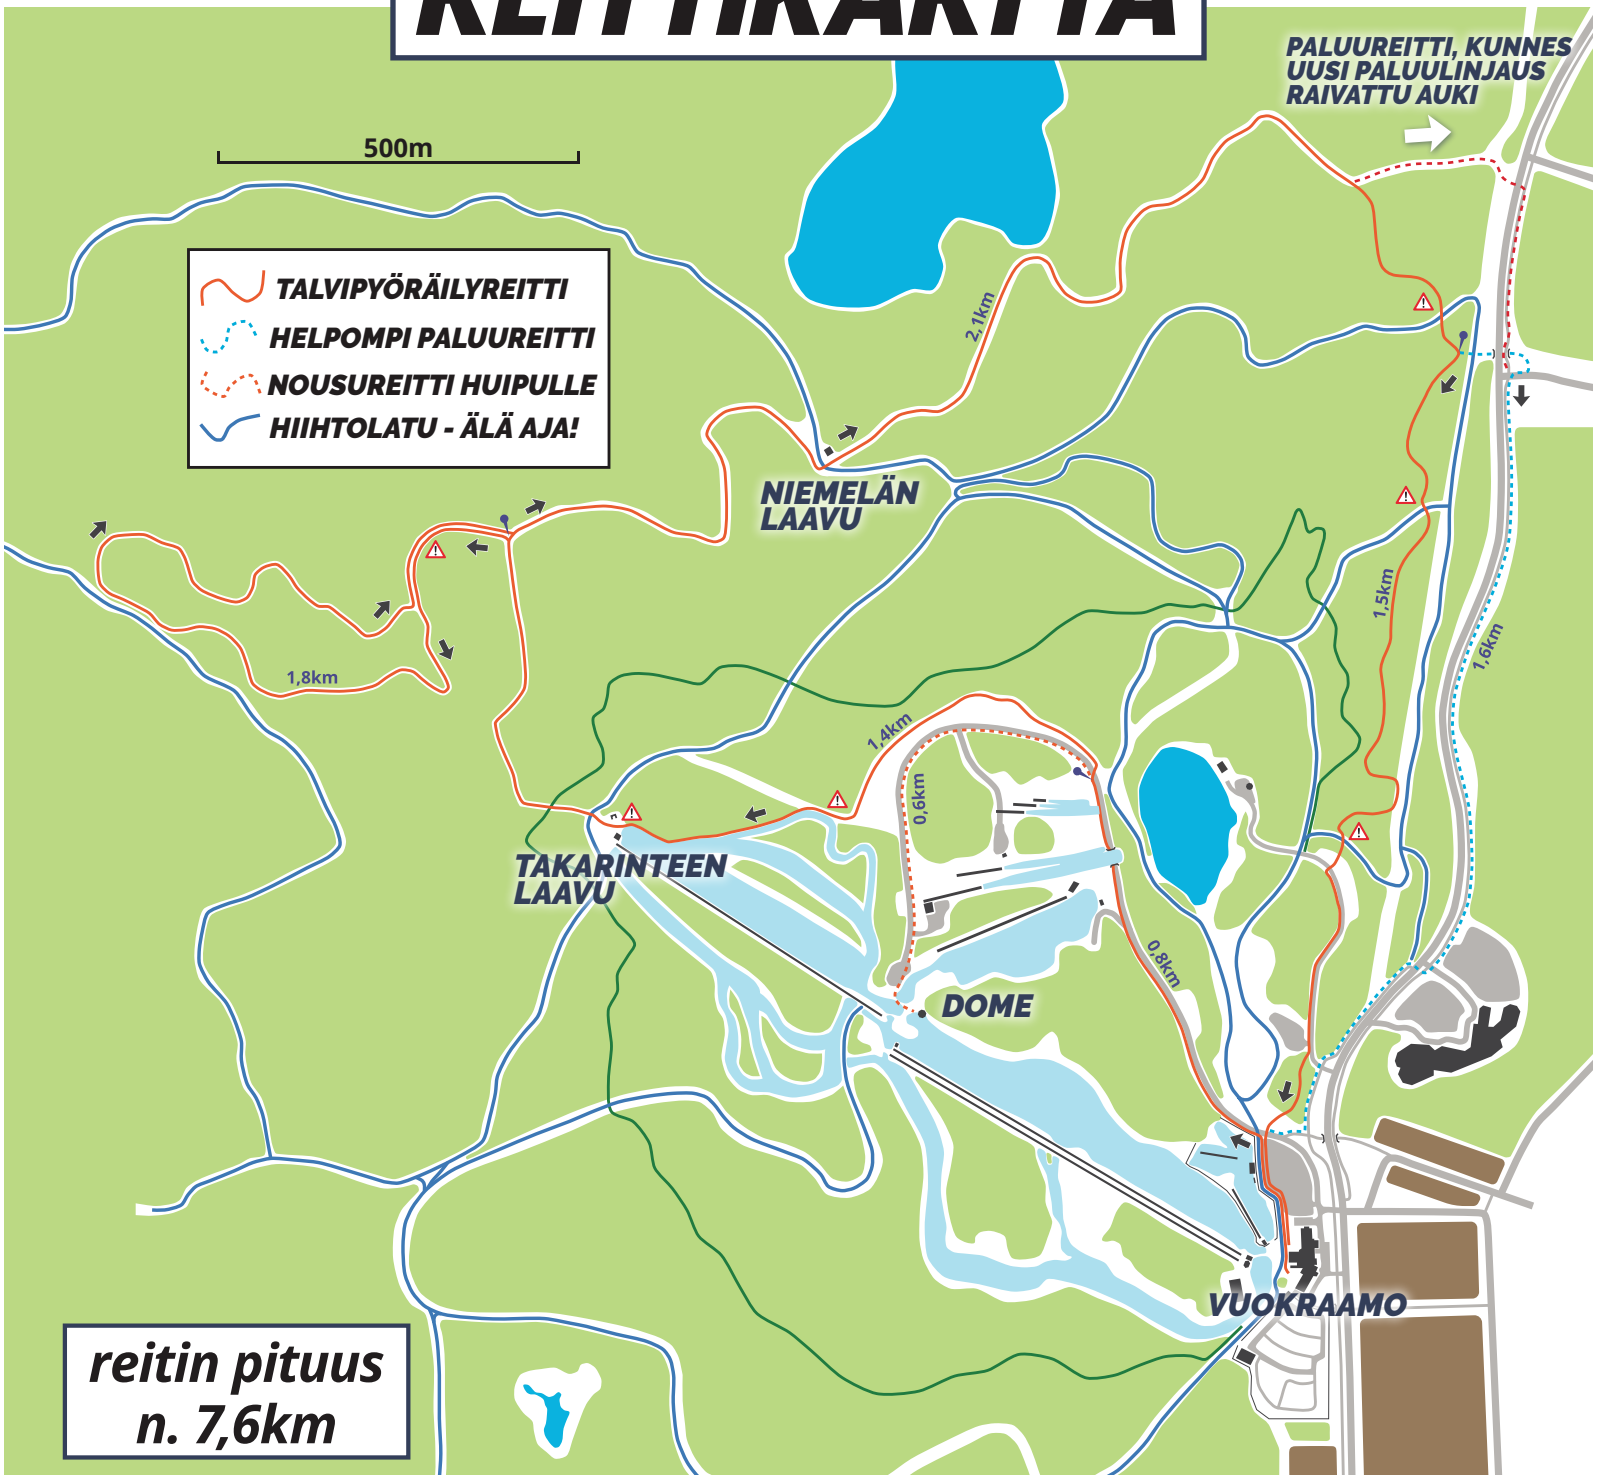 REITTIKARTTA
PALUUREITTI, KUNNES
UUSI PALUULINJAUS
RAIVATTU AUKI
500m
TALVIPYÖRÄILYREITTI
HELPOMPI PALUUREITTI
NOUSUREITTI HUIPULLE
HIIHTOLATU - ÄLÄ AJA!
2,1km
NIEMELÄN
LAAVU
1,5km
1,6km
1,8km
1,4km
0,6km
TAKARINTEEN
LAAVU
0,8km
DOME
VUOKRAAMO
reitin pituus
n. 7,6km